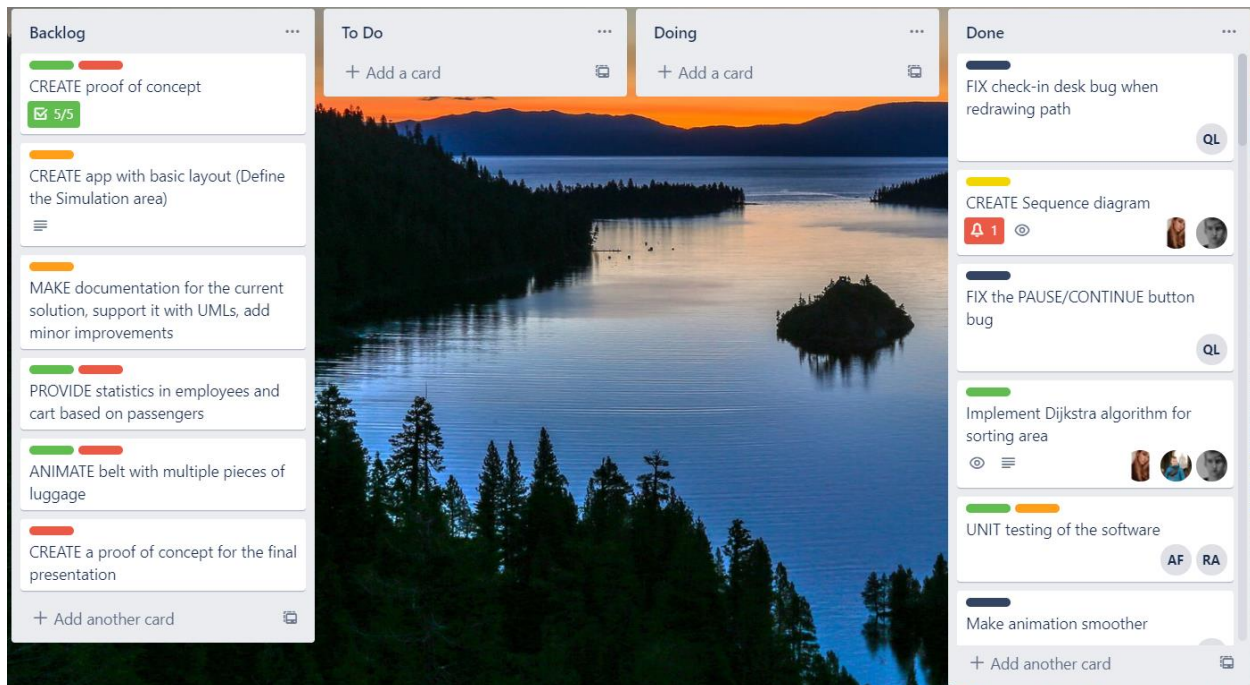 Backlog
CREATE proof of concept
5/5
CREATE app with basic layout (Define
the Simulation area)
MAKE documentation for the current
solution, support it with UMLs, add
minor improvements
PROVIDE statistics in employees and
cart based on passengers
ANIMATE belt with multiple pieces of
luggage
CREATE a proof of concept for the final
presentation
+ Add another card
To Do
+ Add a card
Doing
+ Add a card
Done
FIX check-in desk bug when
redrawing path
QL
CREATE Sequence diagram
1
FIX the PAUSE/CONTINUE button
bug
QL
Implement Dijkstra algorithm for
sorting area
UNIT testing of the software
AF RA
Make animation smoother
+ Add another card